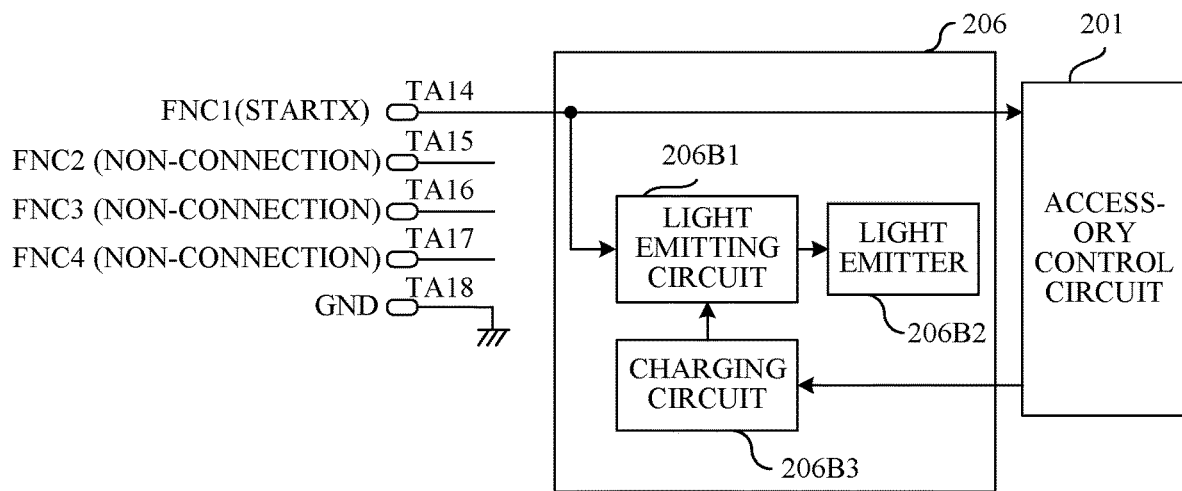 206
201
FNC1(STARTX)
TA14
FNC2 (NON-CONNECTION)
TA15
FNC3 (NON-CONNECTION)
TA16
FNC4 (NON-CONNECTION)
TA17
GND
TA18
206B1
LIGHT
EMITTING
CIRCUIT
LIGHT
EMITTER
206B2
CHARGING
CIRCUIT
206B3
ACCESS-
ORY
CONTROL
CIRCUIT